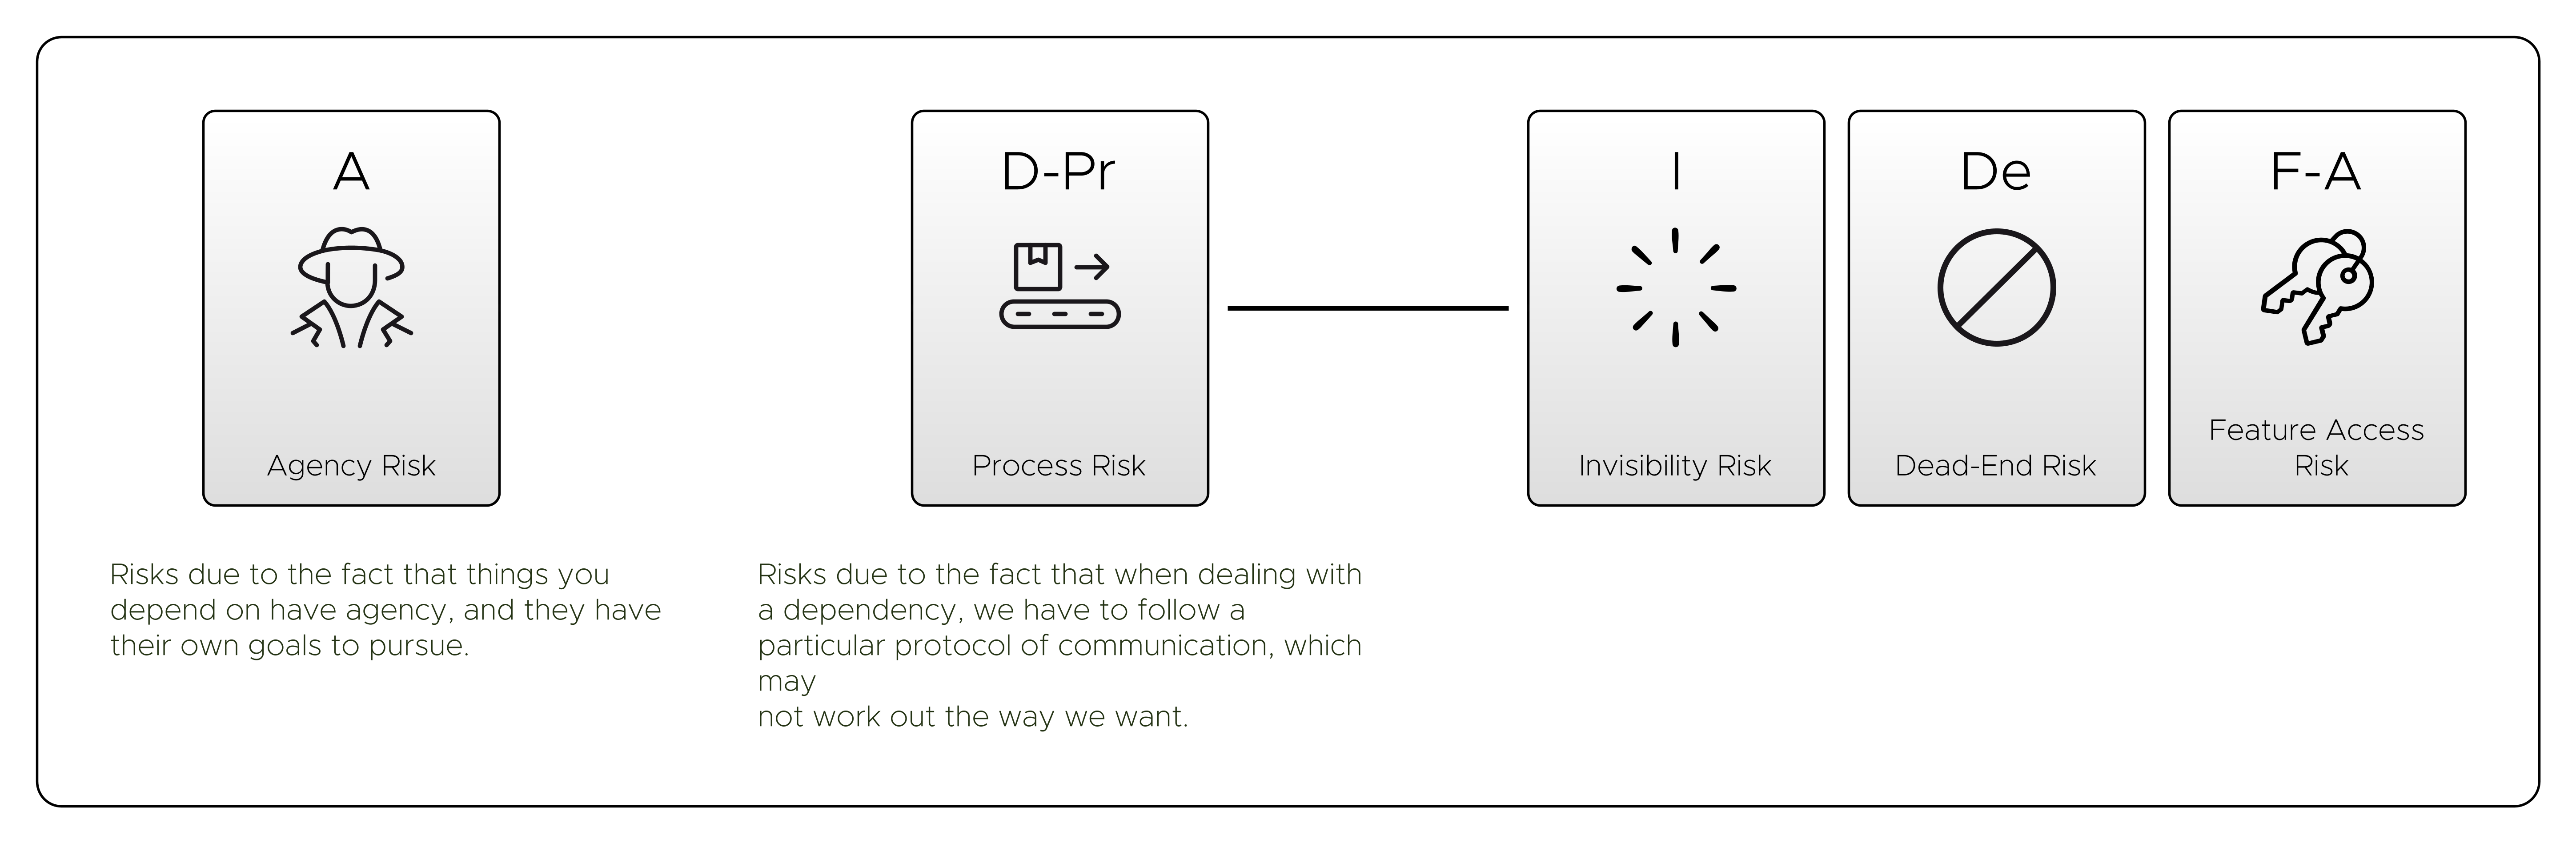 A
Agency Risk
Risks due to the fact that things you
depend on have agency, and they have
their own goals to pursue.
D-Pr
Process Risk
Risks due to the fact that when dealing with
a dependency, we have to follow a
particular protocol of communication, which
may
not work out the way we want.
I
Invisibility Risk
De
Dead-End Risk
F-A
Feature Access
Risk